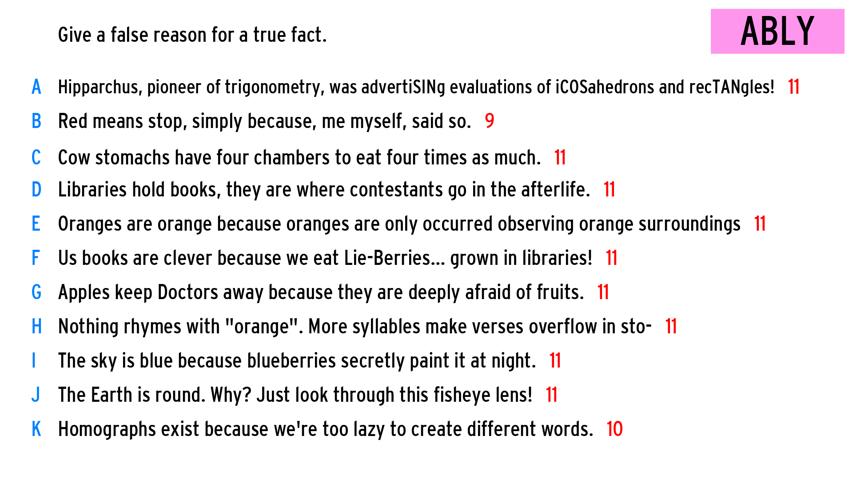 Give a false reason for a true fact.
ABLY
A Hipparchus, pioneer of trigonometry, was advertiSINg evaluations of iCOSahedrons and recTANgles! 11
B Red means stop, simply because, me myself, said so. 9
C Cow stomachs have four chambers to eat four times as much. 11
D Libraries hold books, they are where contestants go in the afterlife. 11
E Oranges are orange because oranges are only occurred observing orange surroundings 11
F Us books are clever because we eat Lie-Berries... grown in libraries! 11
G Apples keep Doctors away because they are deeply afraid of fruits. 11
H Nothing rhymes with "orange". More syllables make verses overflow in sto- 11
I The sky is blue because blueberries secretly paint it at night. 11
J The Earth is round. Why? Just look through this fisheye lens! 11
K Homographs exist because we're too lazy to create different words. 10